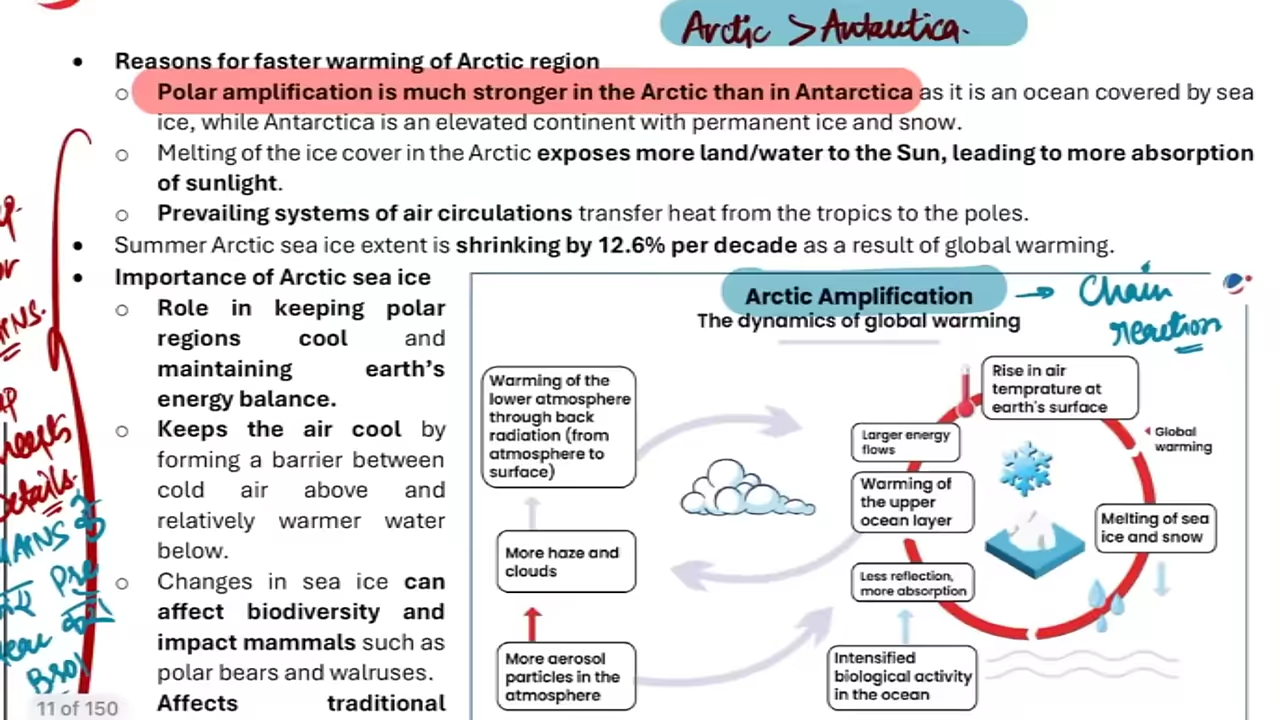 Arctic > Antarctica.
• Reasons for faster warming of Arctic region
o Polar amplification is much stronger in the Arctic than in Antarctica as it is an ocean covered by sea
ice, while Antarctica is an elevated continent with permanent ice and snow.
o Melting of the ice cover in the Arctic exposes more land/water to the Sun, leading to more absorption
of sunlight.
o Prevailing systems of air circulations transfer heat from the tropics to the poles.
• Summer Arctic sea ice extent is shrinking by 12.6% per decade as a result of global warming.
• Importance of Arctic sea ice
o Role in keeping polar
regions cool and
maintaining earth's
energy balance.
o Keeps the air cool by
forming a barrier between
cold air above and
relatively warmer water
below.
o Changes in sea ice can
affect biodiversity and
impact mammals such as
polar bears and walruses.
Affects traditional
Arctic Amplification
→ Chain
reaction
The dynamics of global warming
Warming of the
lower atmosphere
through back
radiation (from
atmosphere to
surface)
More haze and
clouds
More aerosol
particles in the
atmosphere
Rise in air
temprature at
earth's surface
Global
warming
Larger energy
flows
Warming of
the upper
ocean layer
Melting of sea
ice and snow
Less reflection,
more absorption
Intensified
biological activity
in the ocean
Details.
11 of 150